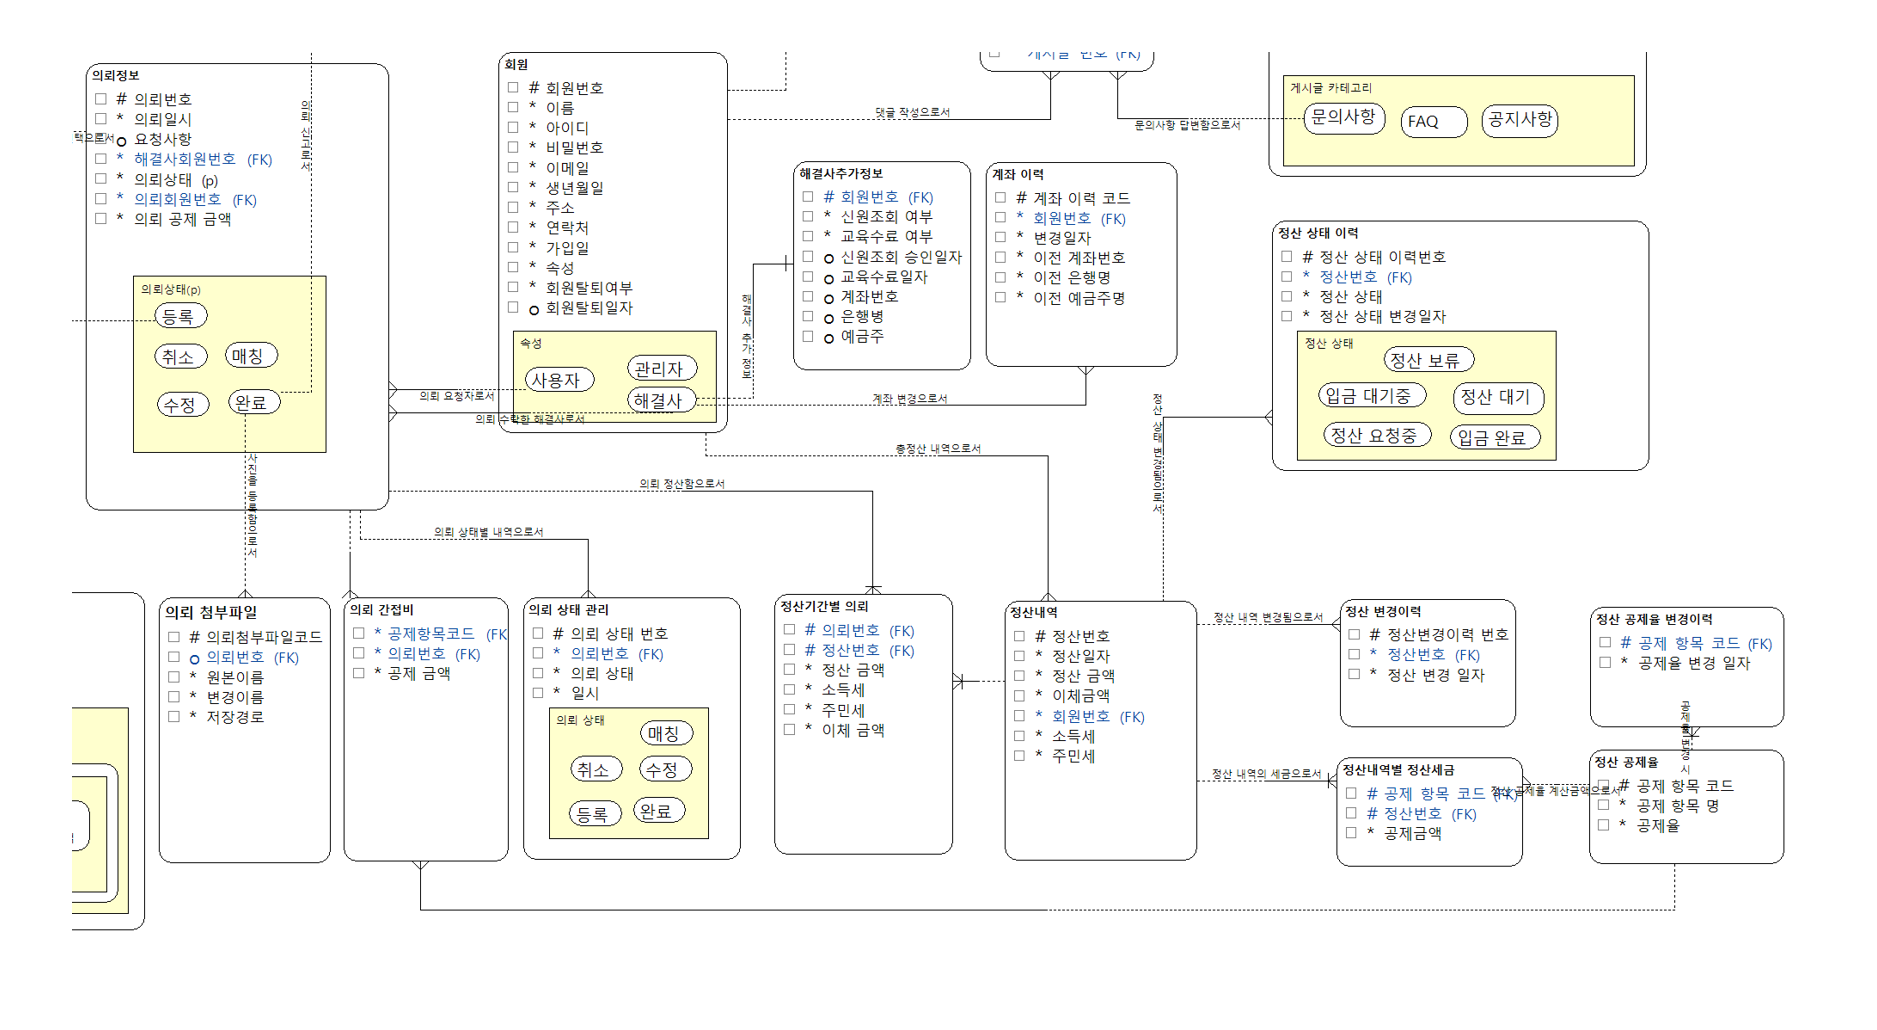 의뢰정보
# 의뢰번호
* 의뢰일시
o 요청사항
* 해결사회원번호 (FK)
* 의뢰상태 (p)
* 의뢰회원번호 (FK)
* 의뢰 공제 금액
택으로서
의뢰 신고로서
의뢰상태(p)
등록
취소
매칭
수정
완료
사진을 등록함으로서
회원
# 회원번호
* 이름
* 아이디
* 비밀번호
* 이메일
* 생년월일
* 주소
* 연락처
* 가입일
* 속성
* 회원탈퇴여부
o 회원탈퇴일자
속성
사용자
관리자
해결사
의뢰 요청자로서
의뢰 수락한 해결사로서
게시글 번호 (FK)
댓글 작성으로서
문의사항 답변함으로서
게시글 카테고리
문의사항
FAQ
공지사항
해결사 추가 정보
해결사추가정보
# 회원번호 (FK)
* 신원조회 여부
* 교육수료 여부
o 신원조회 승인일자
o 교육수료일자
o 계좌번호
o 은행병
o 예금주
계좌 이력
# 계좌 이력 코드
* 회원번호 (FK)
* 변경일자
* 이전 계좌번호
* 이전 은행명
* 이전 예금주명
계좌 변경으로서
정산 상태 이력
# 정산 상태 이력번호
* 정산번호 (FK)
* 정산 상태
* 정산 상태 변경일자
정산 상태
정산 보류
입금 대기중
정산 대기
정산 요청중
입금 완료
정산 상태 변경됨으로서
총정산 내역으로서
의뢰 정산함으로서
의뢰 상태별 내역으로서
의뢰 첨부파일
# 의뢰첨부파일코드
o 의뢰번호 (FK)
* 원본이름
* 변경이름
* 저장경로
의뢰 간접비
* 공제항목코드 (FK
* 의뢰번호 (FK)
* 공제 금액
의뢰 상태 관리
# 의뢰 상태 번호
* 의뢰번호 (FK)
* 의뢰 상태
* 일시
의뢰 상태
매칭
취소
수정
등록
완료
정산기간별 의뢰
# 의뢰번호 (FK)
# 정산번호 (FK)
* 정산 금액
* 소득세
* 주민세
* 이체 금액
정산내역
# 정산번호
* 정산일자
* 정산 금액
* 이체금액
* 회원번호 (FK)
* 소득세
* 주민세
정산 내역 변경됨으로서
정산 내역의 세금으로서
정산 변경이력
# 정산변경이력 번호
* 정산번호 (FK)
* 정산 변경 일자
정산 공제율 변경이력
# 공제 항목 코드 (FK)
* 공제율 변경 일자
공제율 변경 시
정산내역별 정산세금
# 공제 항목 코드 (FK)
# 정산번호 (FK)
* 공제금액
정산 공제율 계산금액으로서
정산 공제율
# 공제 항목 코드
* 공제 항목 명
* 공제율